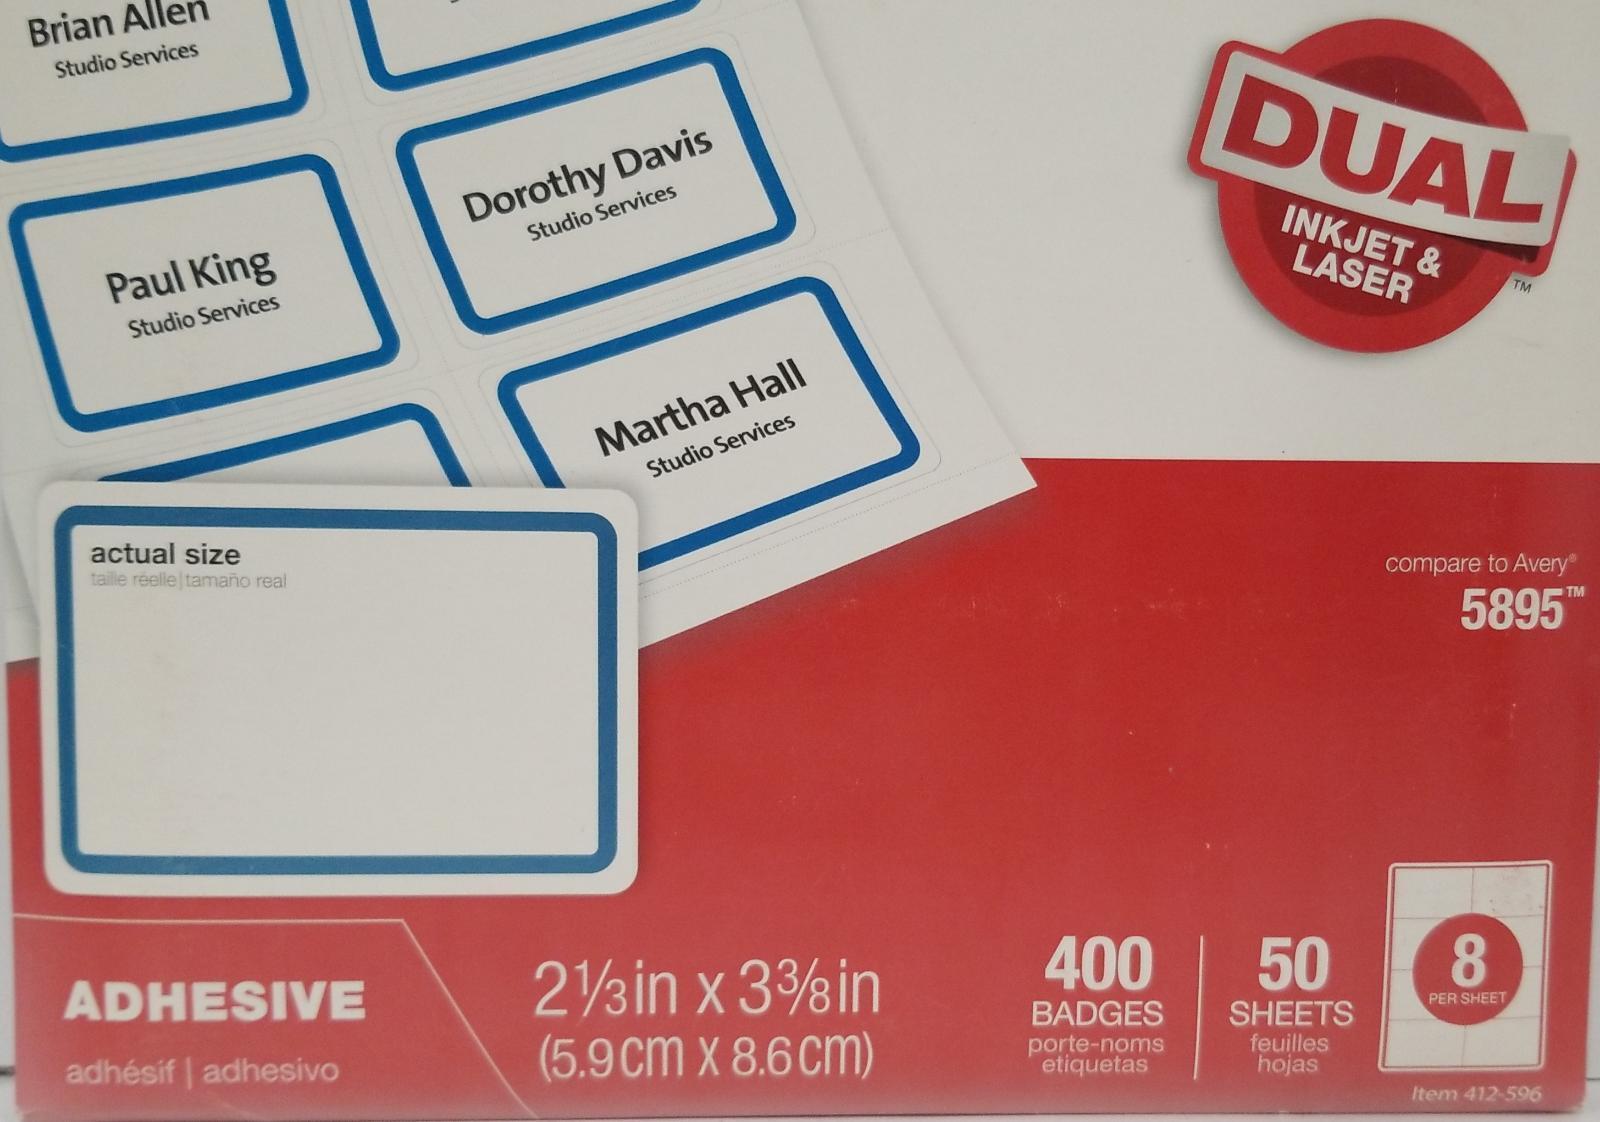 Brian Allen
Studio Services
Dorothy Davis
Studio Services
Paul King
Studio Services
Martha Hall
Studio Services
DUAL
INKJET &
LASER
TM
actual size
taille réelle|tamaño real
compare to Avery®
5895™
ADHESIVE
adhésif | adhesivo
2⅓in x 3⅜in
(5.9cm x 8.6cm)
400
BADGES
porte-noms
etiquetas
50
SHEETS
feuilles
hojas
8
PER SHEET
Item 412-596